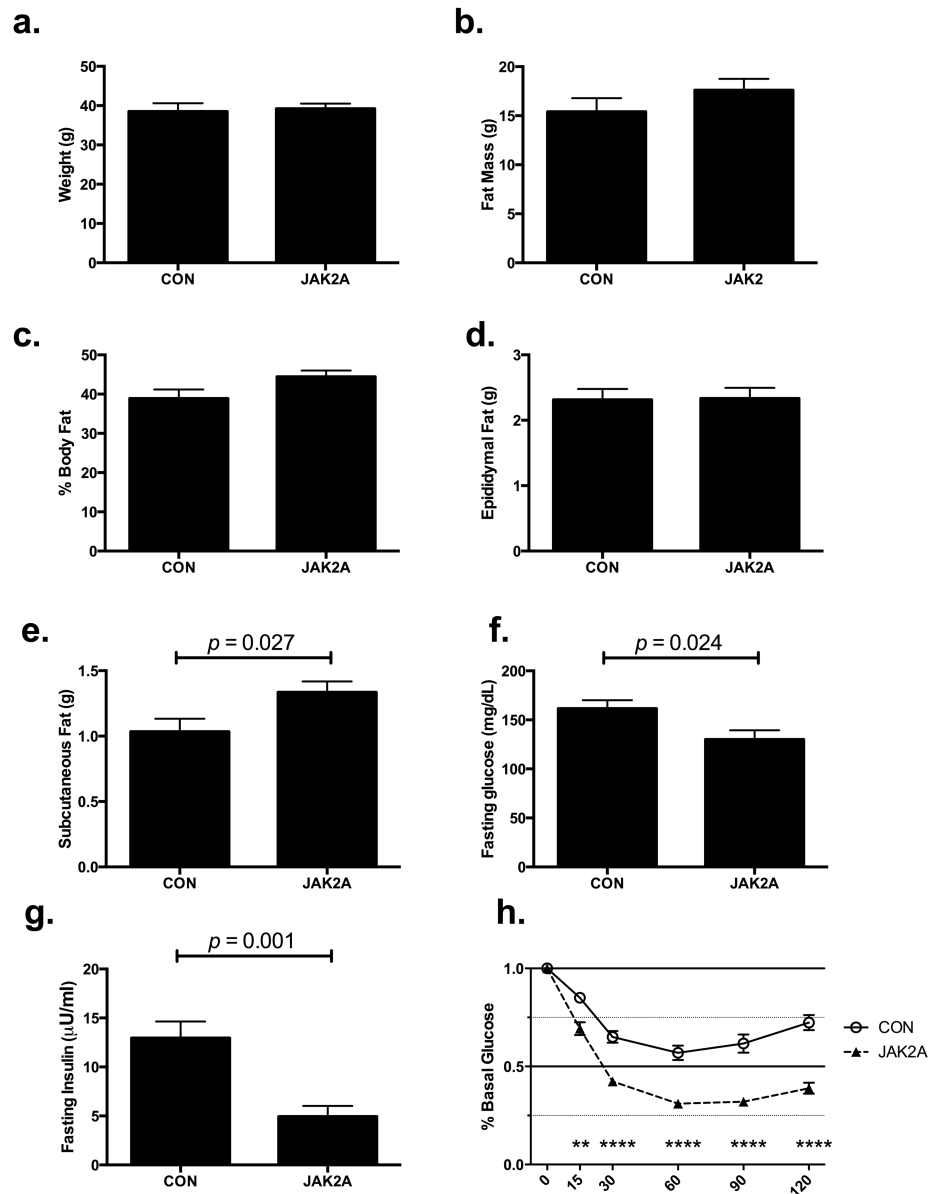 a.
50
40
30
20
10
0
Weight (g)
CON
JAK2A
b.
20
15
10
5
0
Fat Mass (g)
CON
JAK2
c.
50
40
30
20
10
0
% Body Fat
CON
JAK2A
d.
3
2
1
0
Epididymal Fat (g)
CON
JAK2A
e.
p = 0.027
1.5
1.0
0.5
0.0
Subcutaneous Fat (g)
CON
JAK2A
f.
p = 0.024
200
150
100
50
0
Fasting glucose (mg/dL)
CON
JAK2A
g.
p = 0.001
20
15
10
5
0
Fasting Insulin (μU/ml)
CON
JAK2A
h.
1.0
0.5
0.0
% Basal Glucose
CON
JAK2A
** **** **** **** ****
0 15 30 60 90 120